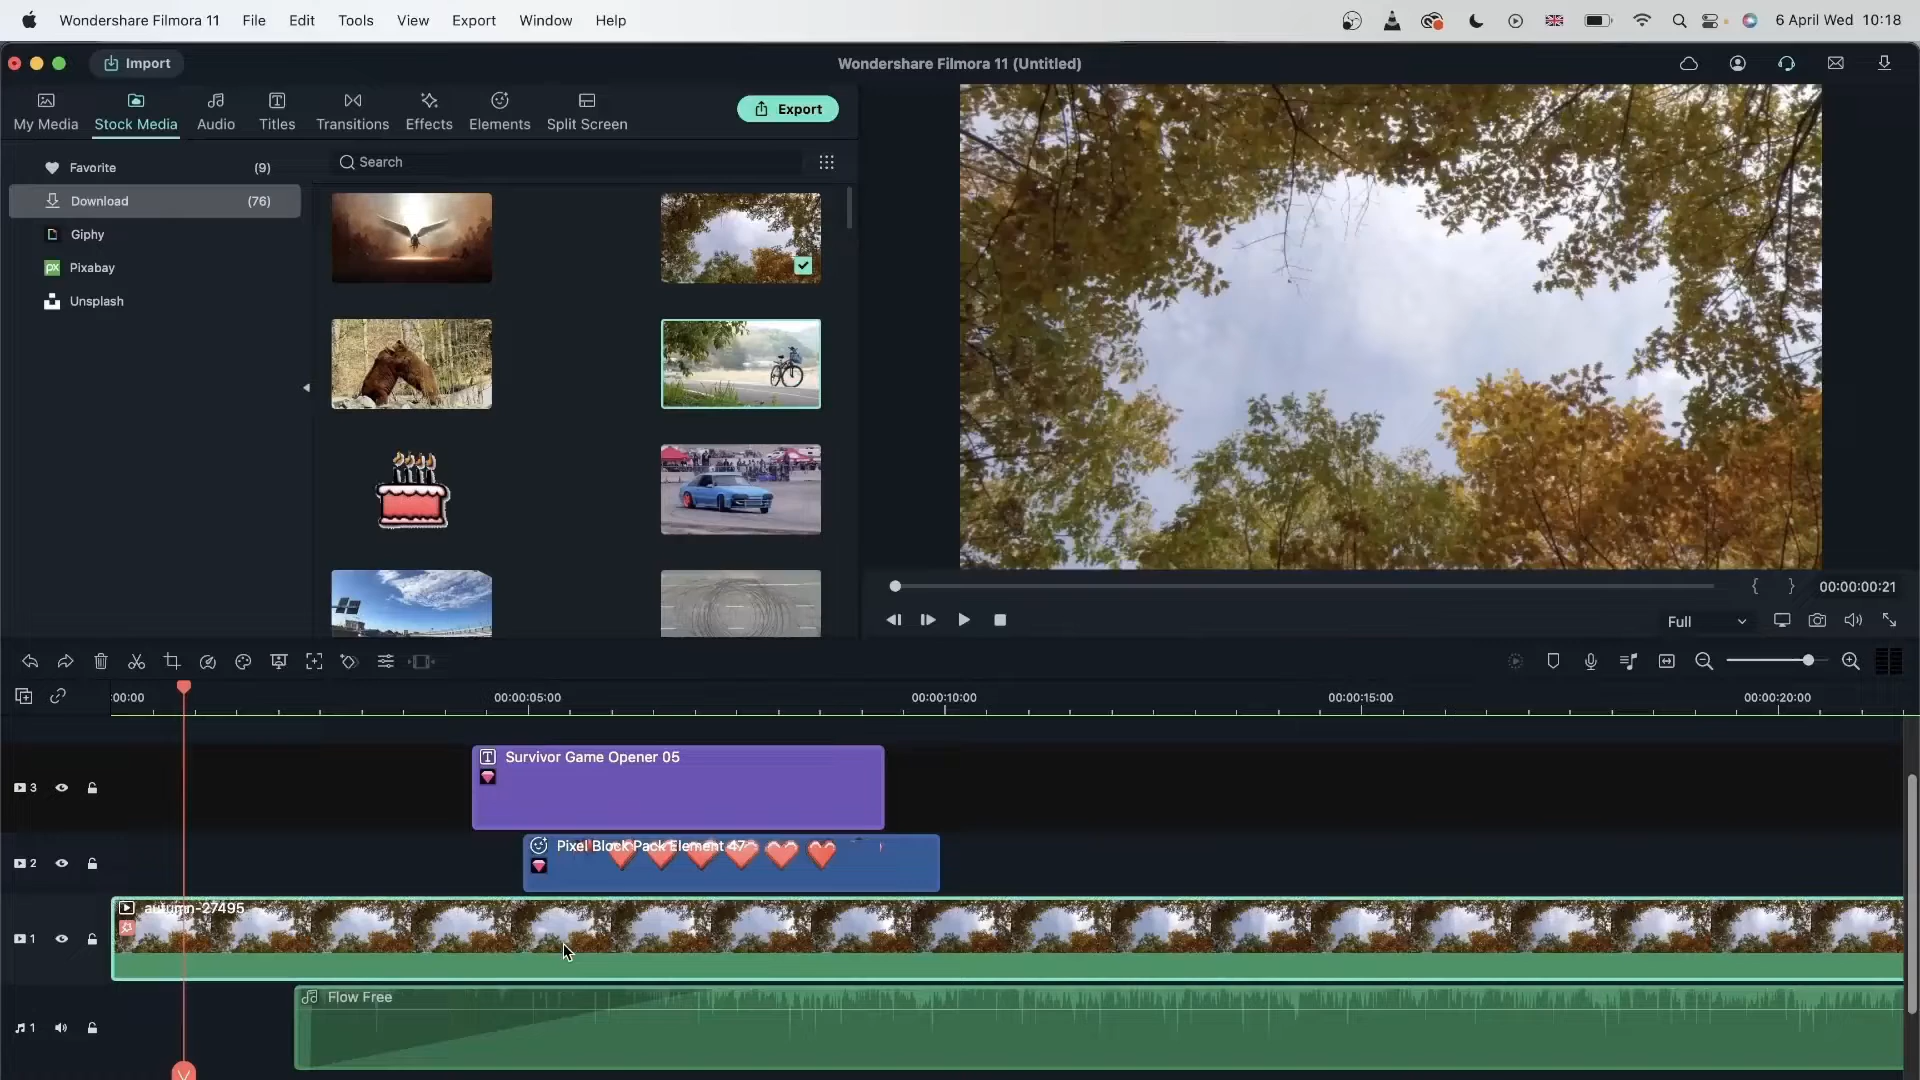 Wondershare Filmora 11 File Edit Tools View Export Window Help 6 April Wed 10:18
Import Wondershare Filmora 11 (Untitled)
My Media Stock Media Audio Titles Transitions Effects Elements Split Screen Export
Favorite (9)
Search
Download (76)
Giphy
px Pixabay
Unsplash
{ } 00:00:00:21
Full
:00:00 00:00:05:00 00:00:10:00 00:00:15:00 00:00:20:00
T Survivor Game Opener 05
3
Pixel Block Pack Element 47
2
autumn-27495
1
Flow Free
1